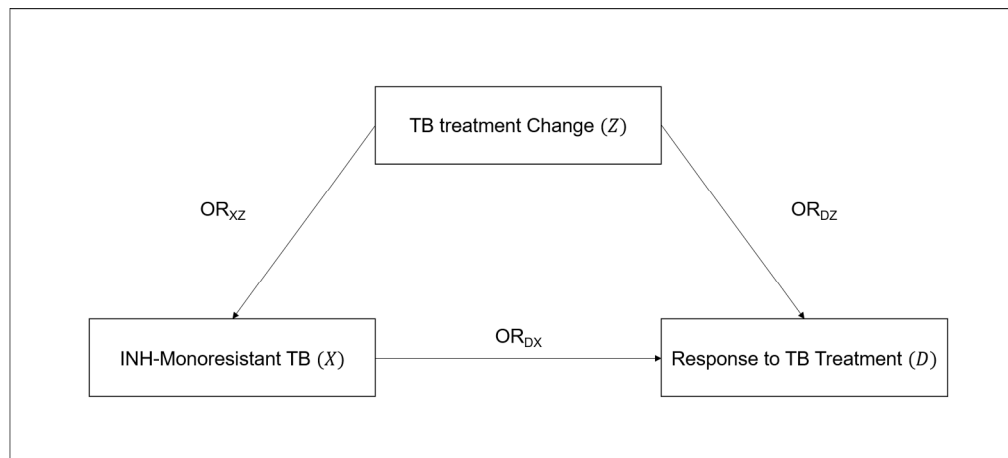 TB treatment Change (Z)
OR_XZ
OR_DZ
INH-Monoresistant TB (X)
OR_DX
Response to TB Treatment (D)